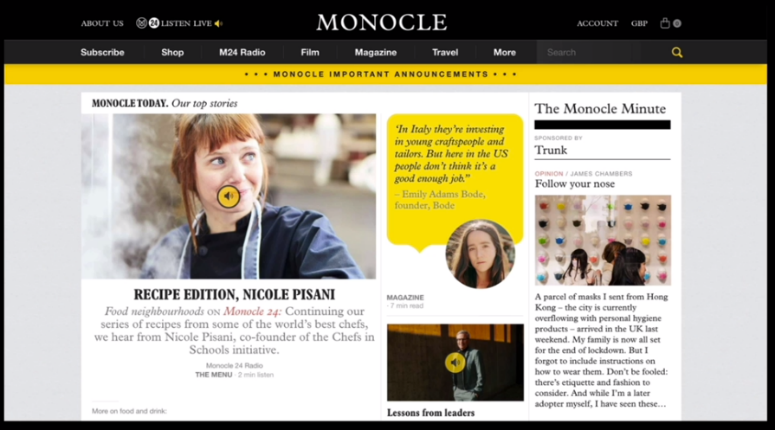 ABOUT US
24 LISTEN LIVE
MONOCLE
ACCOUNT
GBP
0
Subscribe
Shop
M24 Radio
Film
Magazine
Travel
More
Search
• • • MONOCLE IMPORTANT ANNOUNCEMENTS • • •
MONOCLE TODAY. Our top stories
RECIPE EDITION, NICOLE PISANI
Food neighbourhoods ON Monocle 24: Continuing our
series of recipes from some of the world's best chefs,
we hear from Nicole Pisani, co-founder of the Chefs in
Schools initiative.
Monocle 24 Radio
THE MENU · 2 min listen
More on food and drink:
‘In Italy they're investing
in young craftspeople and
tailors. But here in the US
people don't think it's a
good enough job.”
– Emily Adams Bode,
founder, Bode
MAGAZINE
· 7 min read
Lessons from leaders
The Monocle Minute
SPONSORED BY
Trunk
OPINION / JAMES CHAMBERS
Follow your nose
A parcel of masks I sent from Hong
Kong – the city is currently
overflowing with personal hygiene
products – arrived in the UK last
weekend. My family is now all set
for the end of lockdown. But I
forgot to include instructions on
how to wear them. Don't be fooled:
there's etiquette and fashion to
consider. And while I'm a later
adopter myself, I have seen these…